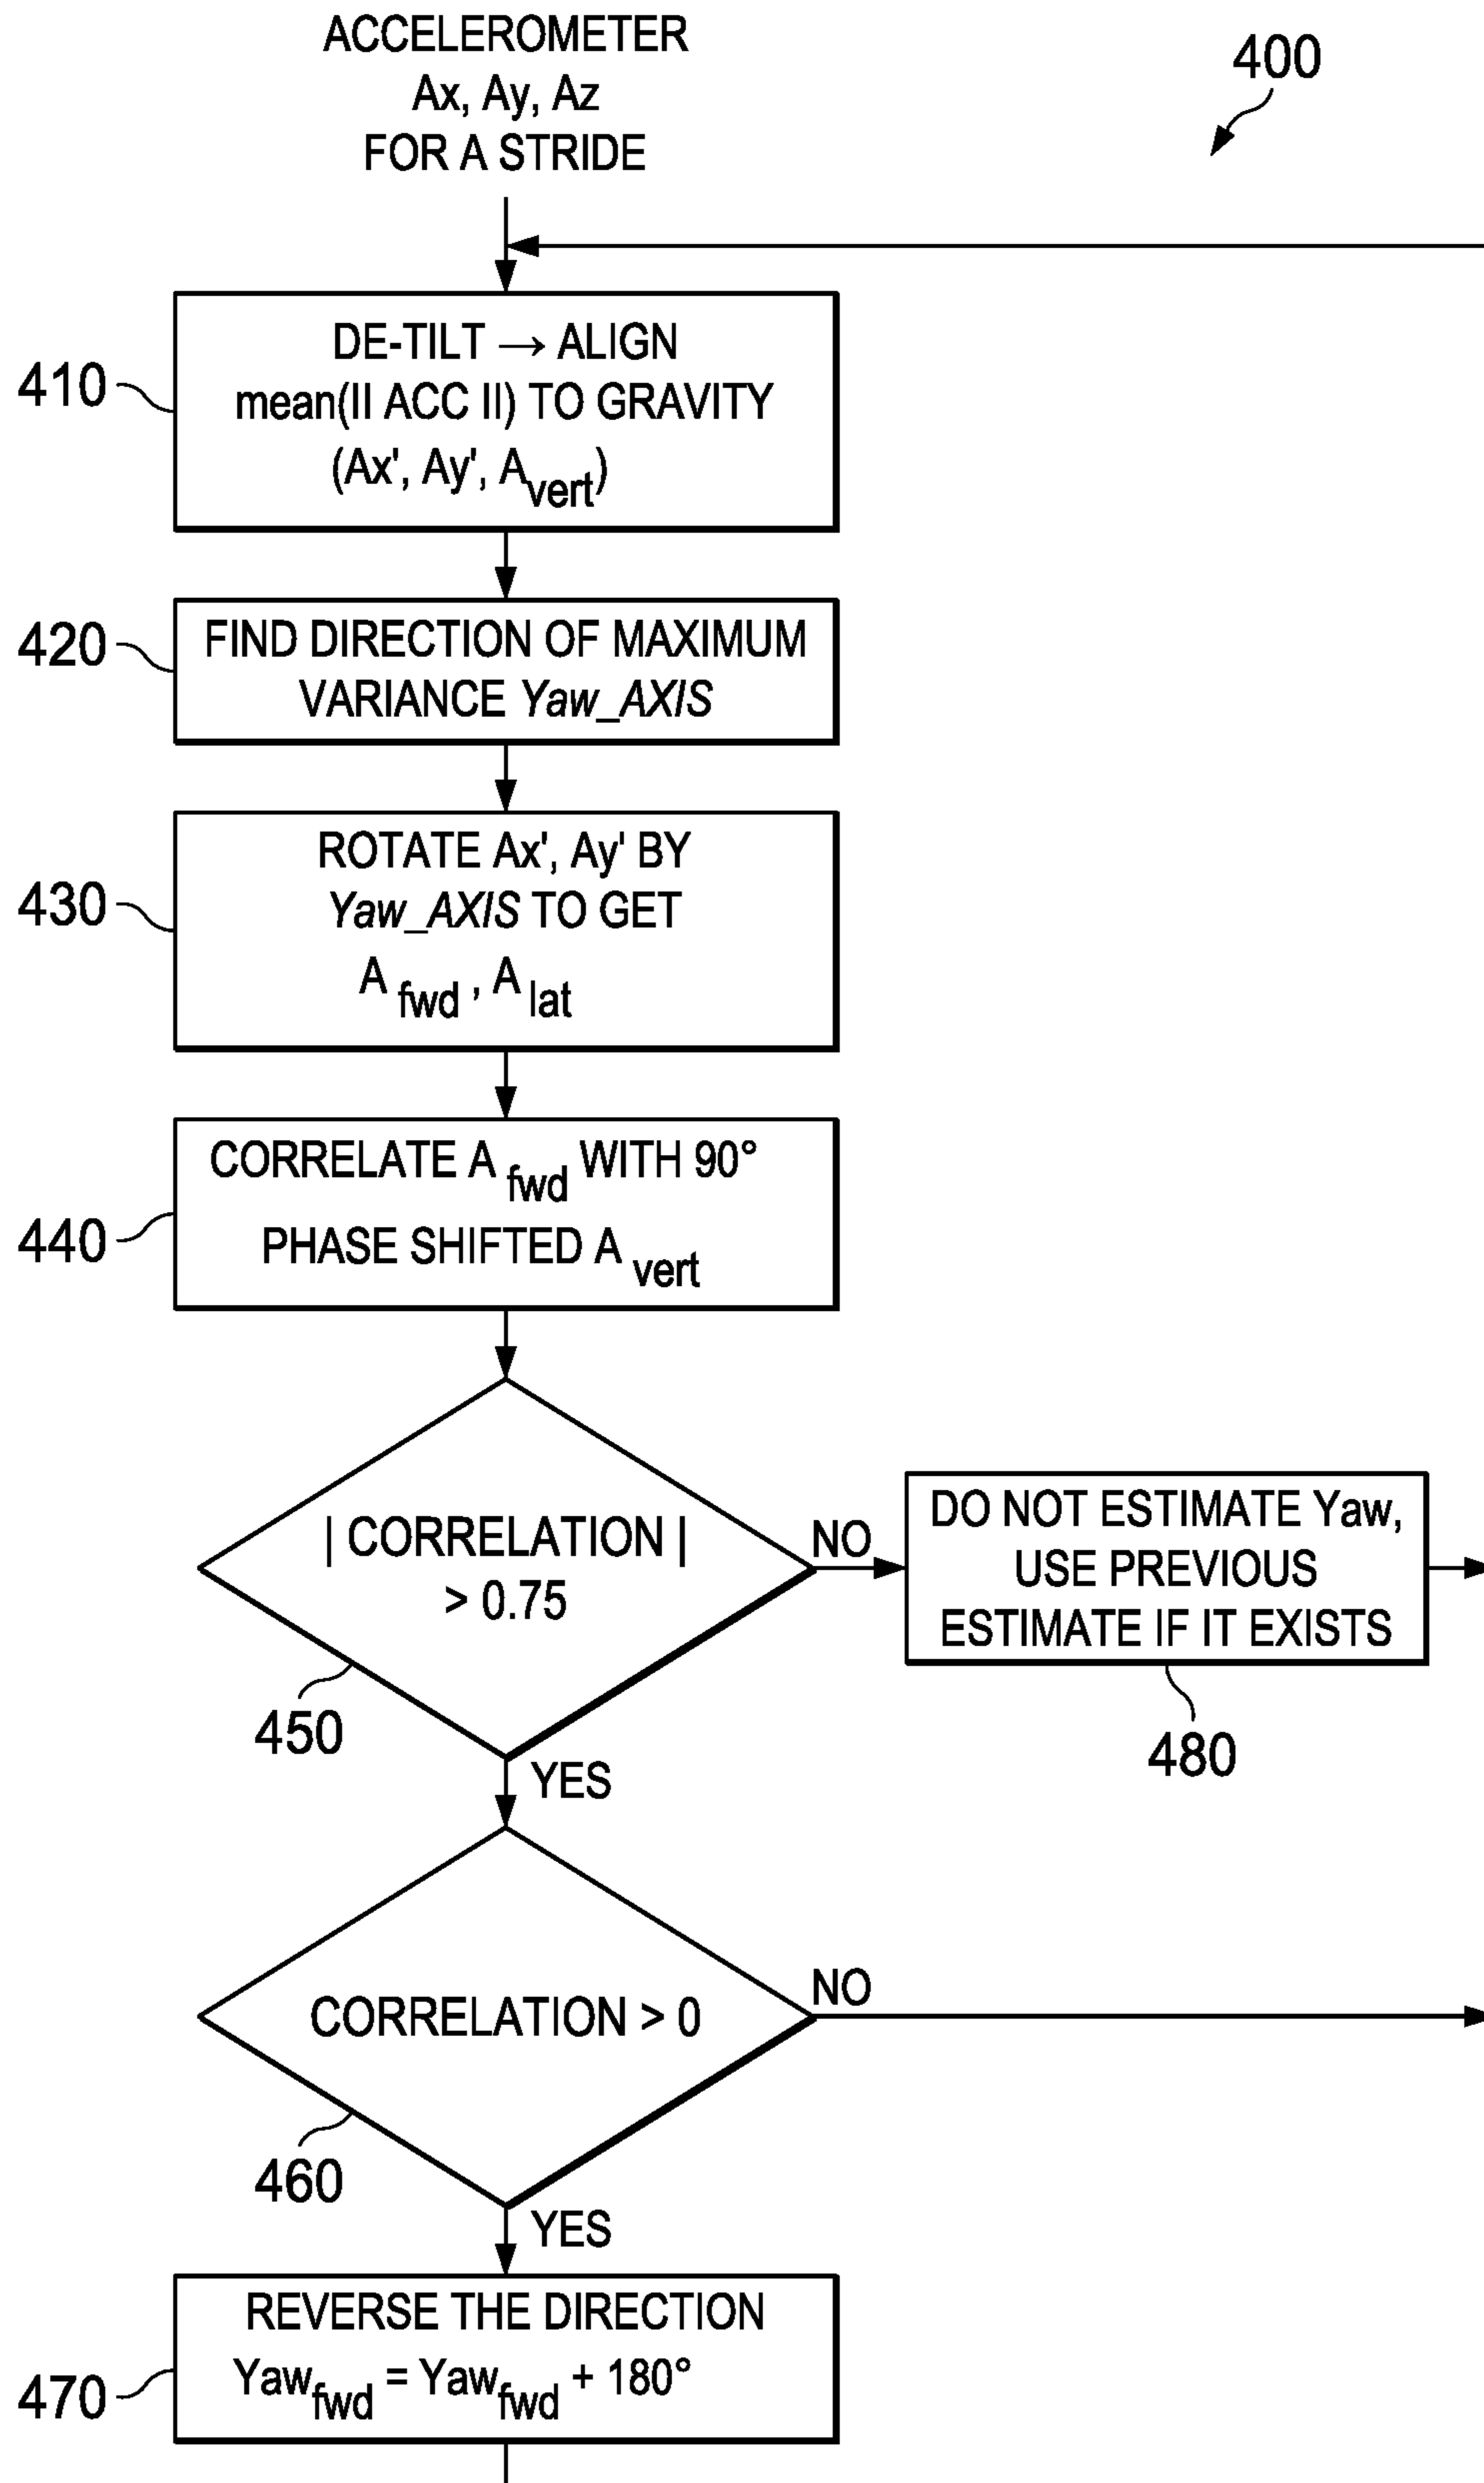 ACCELEROMETER
Ax, Ay, Az
FOR A STRIDE
400
410
DE-TILT → ALIGN
mean(II ACC II) TO GRAVITY
(Ax', Ay', Avert)
420
FIND DIRECTION OF MAXIMUM
VARIANCE Yaw_AXIS
430
ROTATE Ax', Ay' BY
Yaw_AXIS TO GET
A fwd , A lat
440
CORRELATE A fwd WITH 90°
PHASE SHIFTED A vert
| CORRELATION |
> 0.75
450
NO
DO NOT ESTIMATE Yaw,
USE PREVIOUS
ESTIMATE IF IT EXISTS
480
YES
CORRELATION > 0
460
NO
YES
470
REVERSE THE DIRECTION
Yawfwd = Yawfwd + 180°